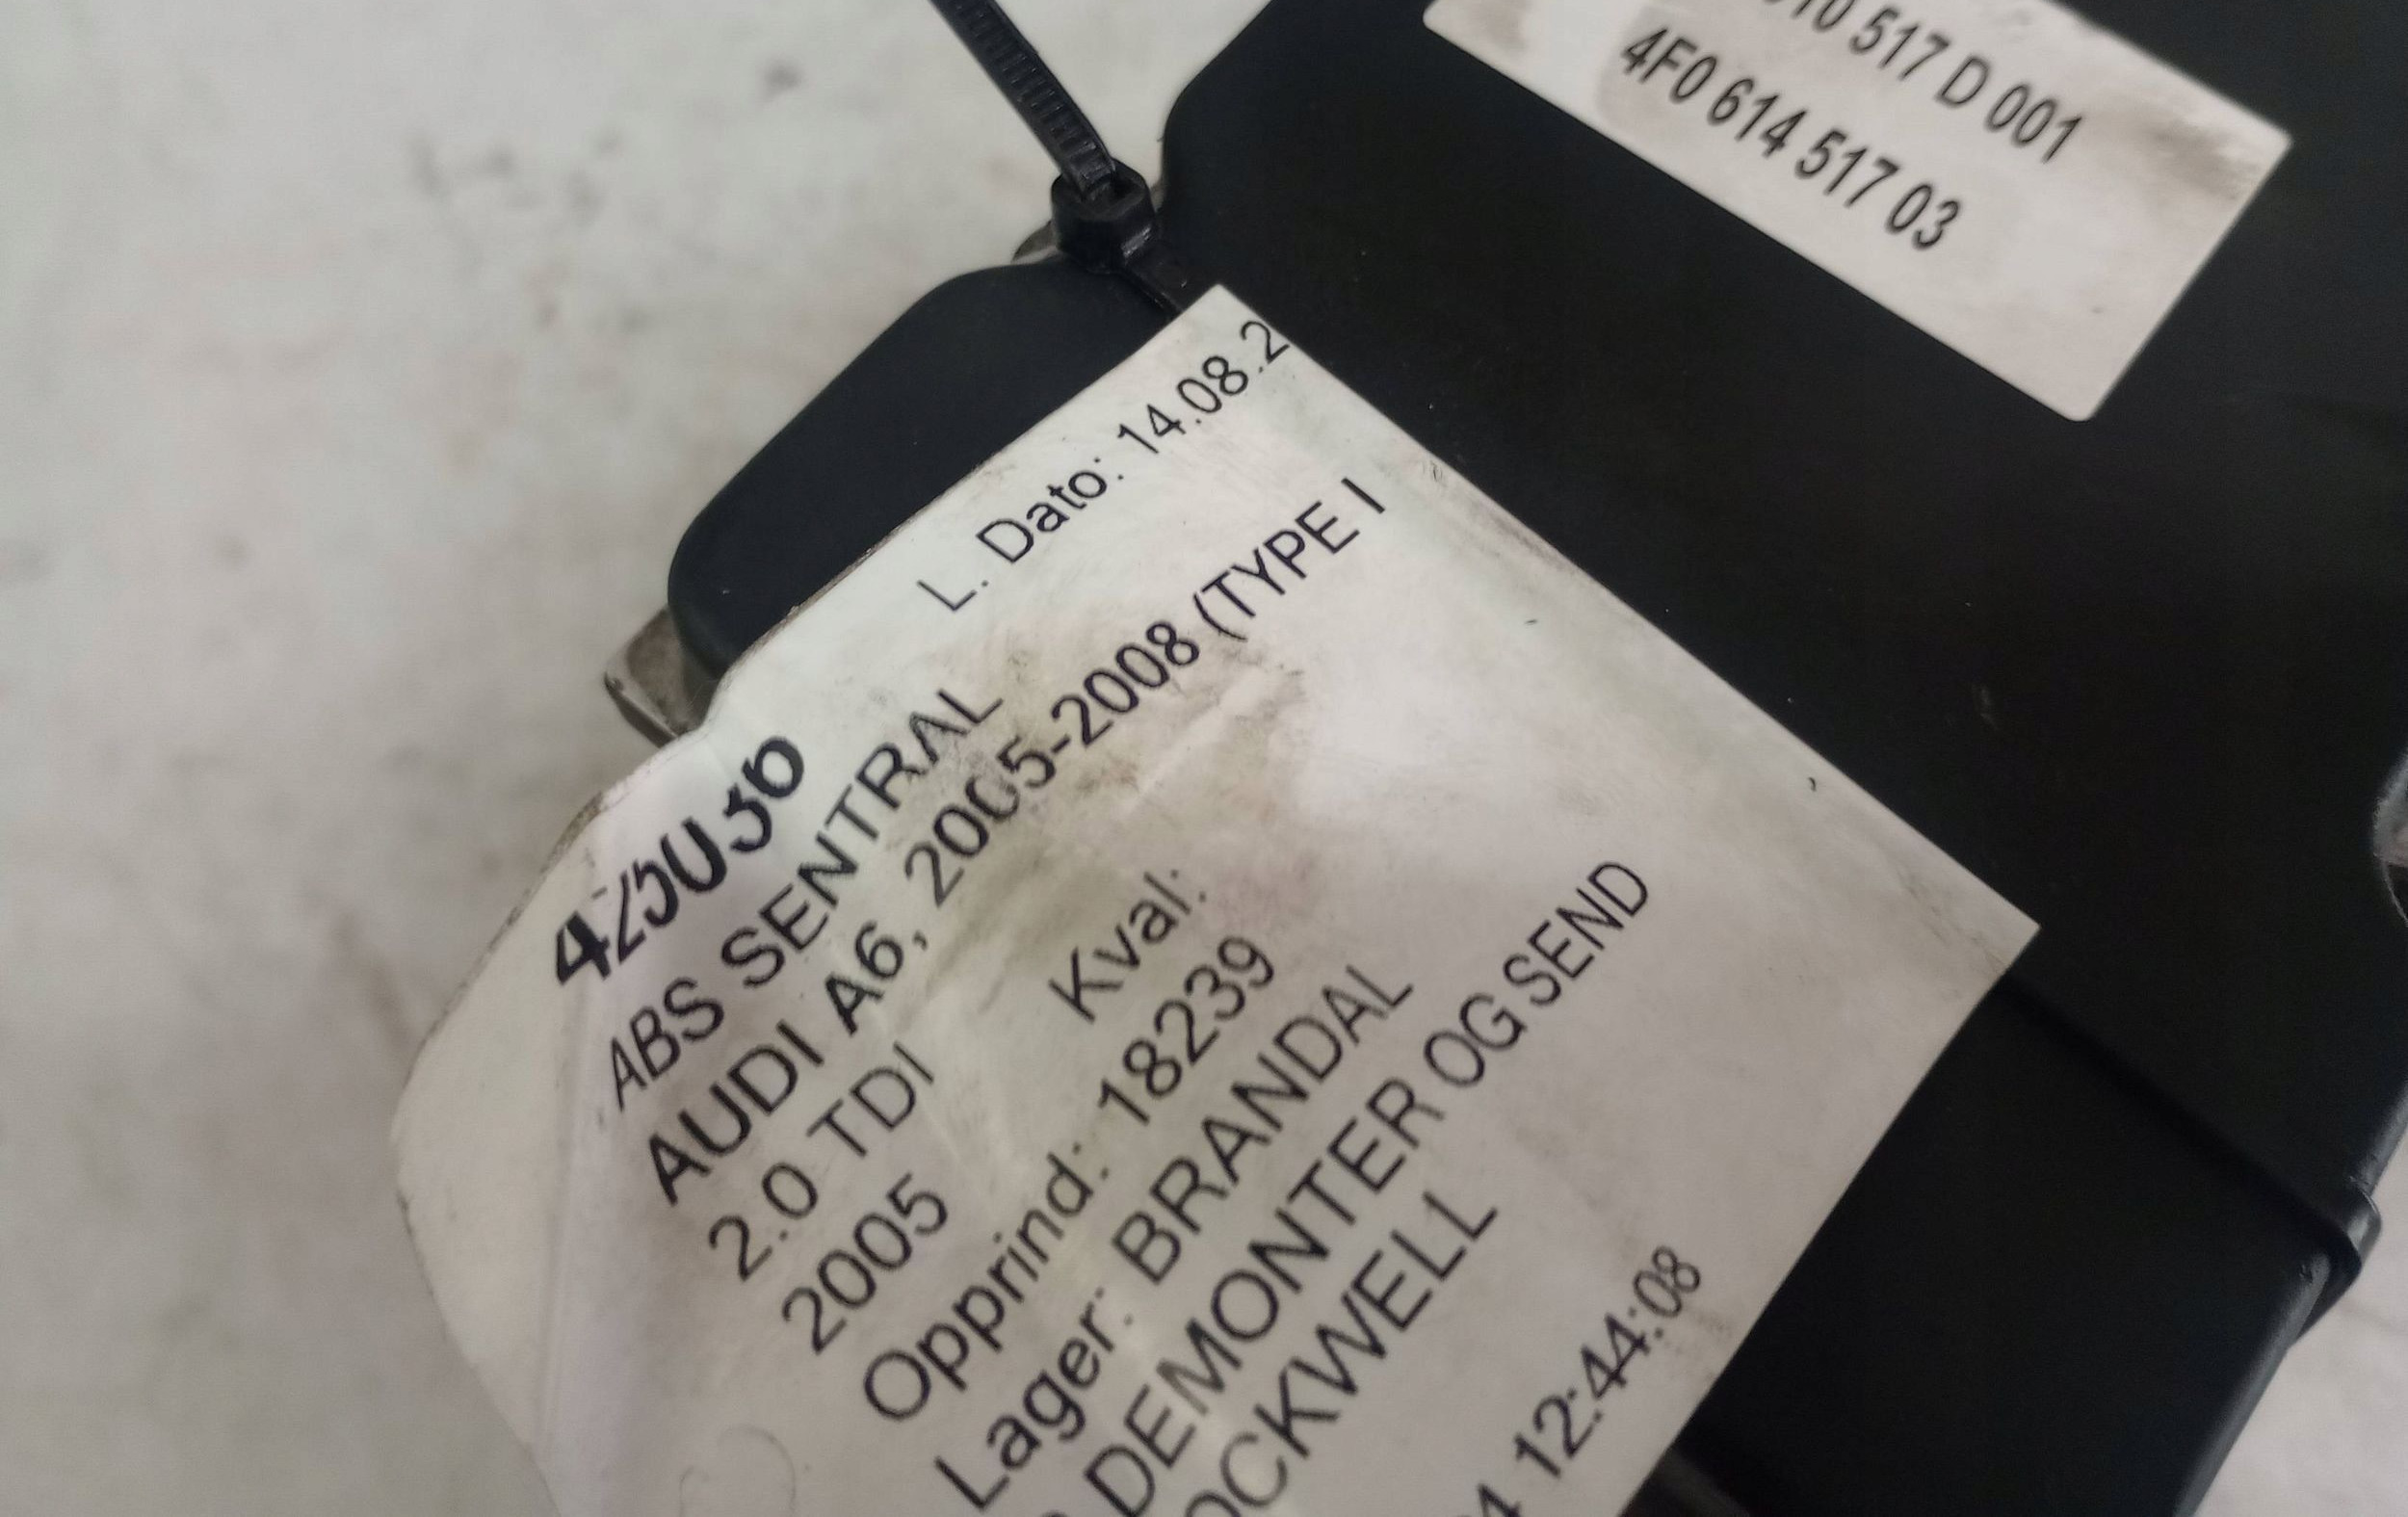 517 D 001
4F0 614 517 03
L. Dato: 14.08.2
ABS SENTRAL
AUDI A6, 2005-2008 (TYPE I
2.0 TDI Kval:
2005
Opprind: 18239
Lager: BRANDAL
DEMONTER OG SEND
OCKWELL
12:44:08